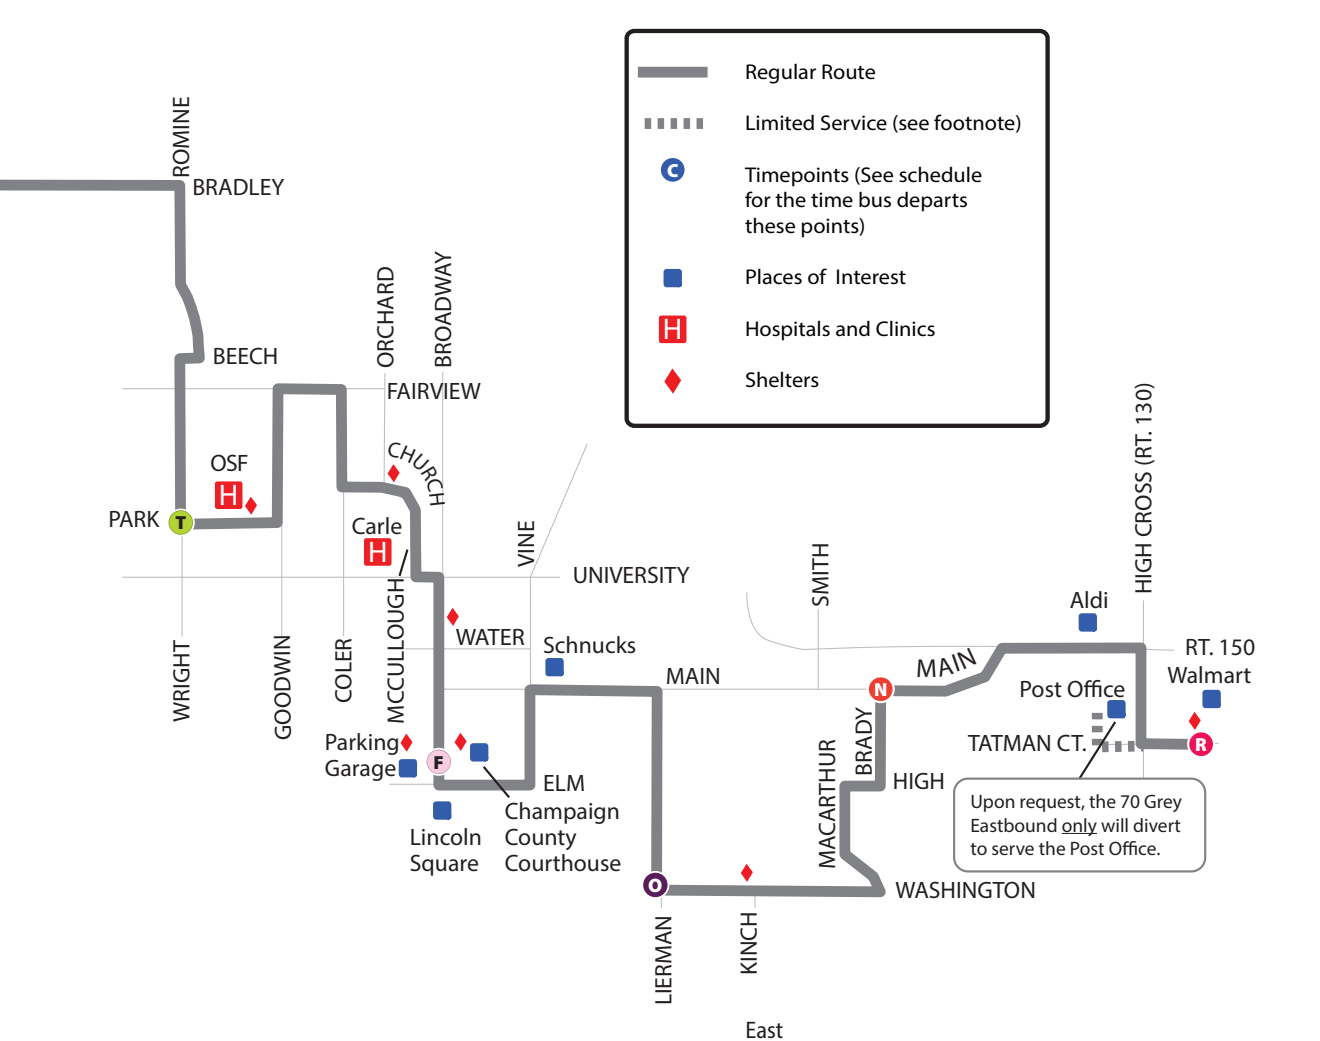 Regular Route
Limited Service (see footnote)
C
Timepoints (See schedule
for the time bus departs
these points)
Places of Interest
H
Hospitals and Clinics
Shelters
ROMINE
BRADLEY
BEECH
ORCHARD
BROADWAY
FAIRVIEW
CHURCH
OSF
H
PARK
T
Carle
H
VINE
UNIVERSITY
SMITH
HIGH CROSS (RT. 130)
WRIGHT
GOODWIN
COLER
MCCULLOUGH
WATER
Schnucks
MAIN
Aldi
MAIN
RT. 150
Walmart
N
Post Office
TATMAN CT.
R
Parking
Garage
F
ELM
Champaign
County
Courthouse
Lincoln
Square
BRADY
MACARTHUR
HIGH
Upon request, the 70 Grey
Eastbound only will divert
to serve the Post Office.
O
WASHINGTON
LIERMAN
KINCH
East